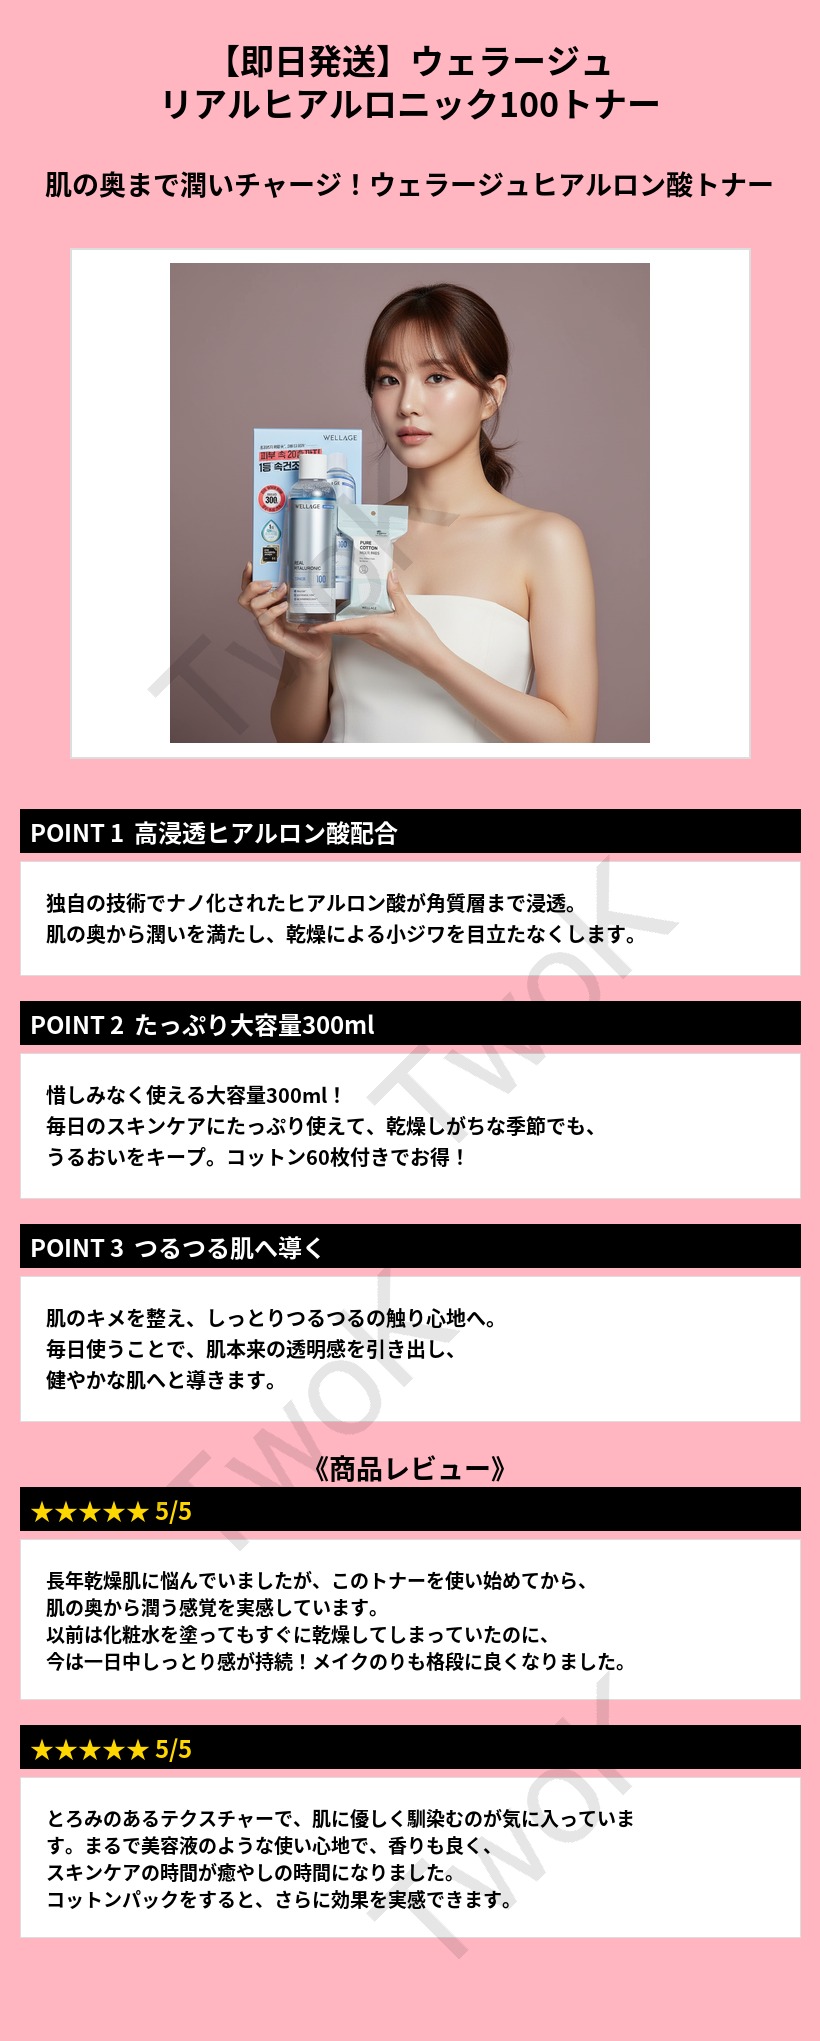 【即日発送】ウェラージュ
リアルヒアルロニック100トナー
肌の奥まで潤いチャージ！ウェラージュヒアルロン酸トナー
WELLAGE
피부 속 20
1등 속건조
300
WELLAGE
REAL
HYALURONIC
100
100
PURE
COTTON
WELLAGE
TwoK
POINT 1 高浸透ヒアルロン酸配合
独自の技術でナノ化されたヒアルロン酸が角質層まで浸透。
肌の奥から潤いを満たし、乾燥による小ジワを目立たなくします。
TwoK
POINT 2 たっぷり大容量300ml
惜しみなく使える大容量300ml！
毎日のスキンケアにたっぷり使えて、乾燥しがちな季節でも、
うるおいをキープ。コットン60枚付きでお得！
POINT 3 つるつる肌へ導く
肌のキメを整え、しっとりつるつるの触り心地へ。
毎日使うことで、肌本来の透明感を引き出し、
健やかな肌へと導きます。
TwoK
《商品レビュー》
★★★★★ 5/5
長年乾燥肌に悩んでいましたが、このトナーを使い始めてから、
肌の奥から潤う感覚を実感しています。
以前は化粧水を塗ってもすぐに乾燥してしまっていたのに、
今は一日中しっとり感が持続！メイクのりも格段に良くなりました。
★★★★★ 5/5
とろみのあるテクスチャーで、肌に優しく馴染むのが気に入っていま
す。まるで美容液のような使い心地で、香りも良く、
スキンケアの時間が癒やしの時間になりました。
コットンパックをすると、さらに効果を実感できます。
TwoK